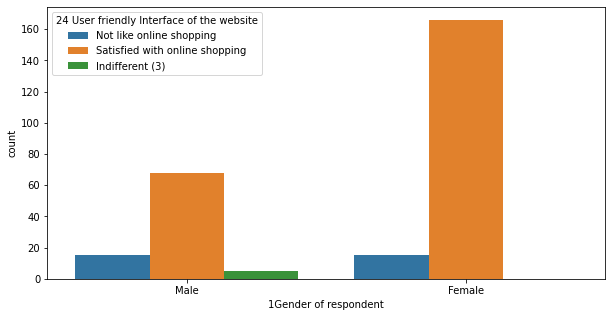 24 User friendly Interface of the website
Not like online shopping
Satisfied with online shopping
Indifferent (3)
160
140
120
100
80
60
40
20
0
count
Male
Female
1Gender of respondent